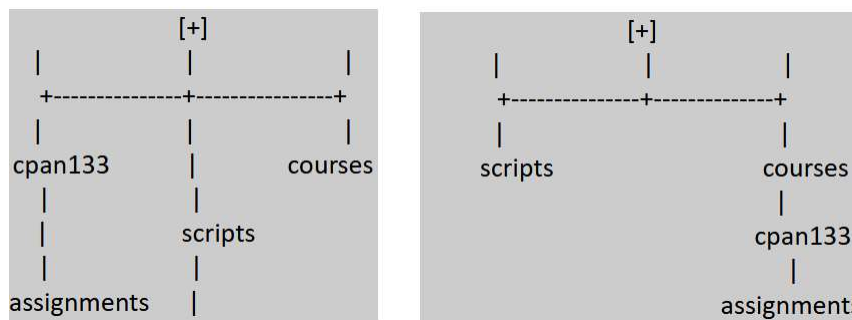 [+]
| | |
+---------------+----------------+
| |
cpan133 | courses
| |
| scripts
| |
assignments |
[+]
| | |
+---------------+-------------+
| |
scripts courses
|
cpan133
|
assignments